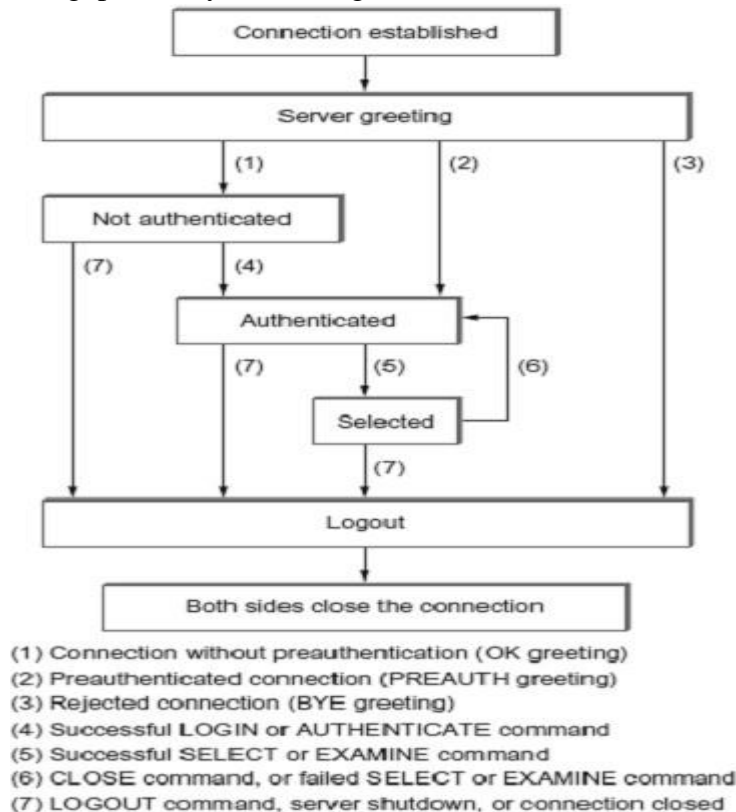 Connection established
Server greeting
(1)
(2)
(3)
Not authenticated
(7)
(4)
Authenticated
(7)
(5)
(6)
Selected
(7)
Logout
Both sides close the connection
(1) Connection without preauthentication (OK greeting)
(2) Preauthenticated connection (PREAUTH greeting)
(3) Rejected connection (BYE greeting)
(4) Successful LOGIN or AUTHENTICATE command
(5) Successful SELECT or EXAMINE command
(6) CLOSE command, or failed SELECT or EXAMINE command
(7) LOGOUT command, server shutdown, or connection closed